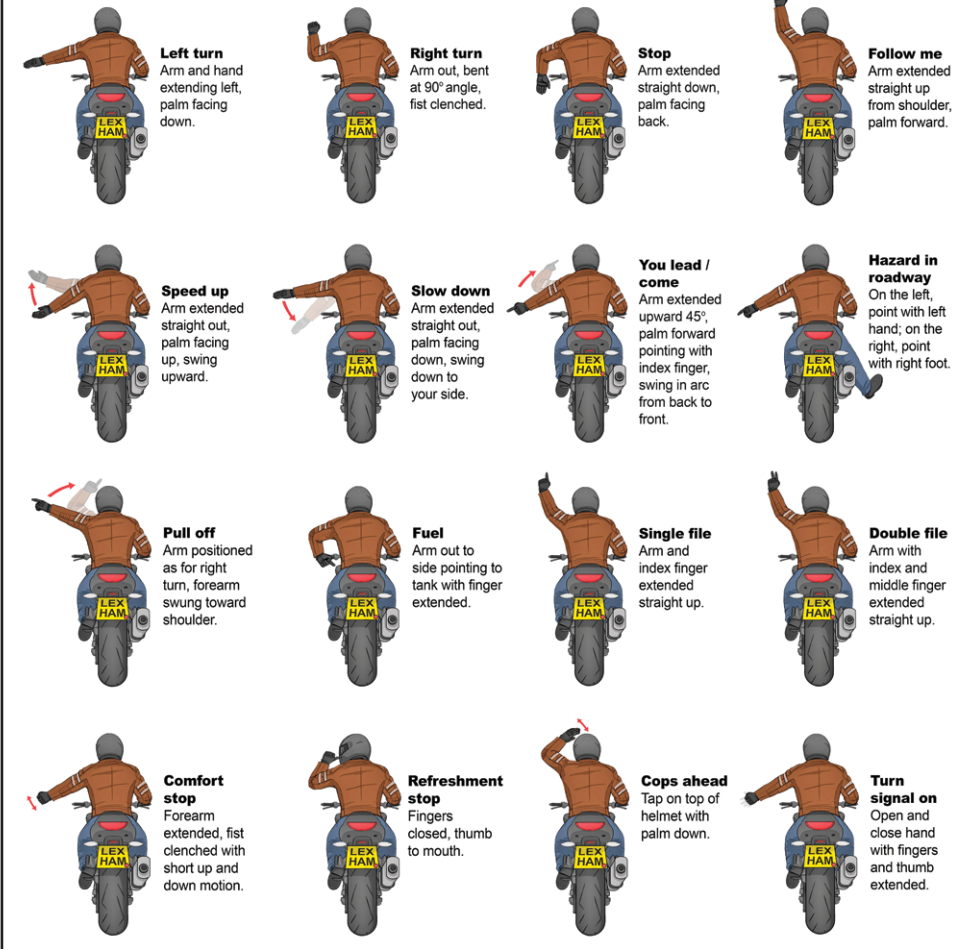 Left turn
Arm and hand
extending left,
palm facing
down.
LEX
HAM
Right turn
Arm out, bent
at 90° angle,
fist clenched.
LEX
HAM
Stop
Arm extended
straight down,
palm facing
back.
LEX
HAM
Follow me
Arm extended
straight up
from shoulder,
palm forward.
LEX
HAM
Speed up
Arm extended
straight out,
palm facing
up, swing
upward.
LEX
HAM
Slow down
Arm extended
straight out,
palm facing
down, swing
down to
your side.
LEX
HAM
You lead /
come
Arm extended
upward 45°,
palm forward
pointing with
index finger,
swing in arc
from back to
front.
LEX
HAM
Hazard in
roadway
On the left,
point with left
hand; on the
right, point
with right foot.
LEX
HAM
Pull off
Arm positioned
as for right
turn, forearm
swung toward
shoulder.
LEX
HAM
Fuel
Arm out to
side pointing to
tank with finger
extended.
LEX
HAM
Single file
Arm and
index finger
extended
straight up.
LEX
HAM
Double file
Arm with
index and
middle finger
extended
straight up.
LEX
HAM
Comfort
stop
Forearm
extended, fist
clenched with
short up and
down motion.
LEX
HAM
Refreshment
stop
Fingers
closed, thumb
to mouth.
LEX
HAM
Cops ahead
Tap on top of
helmet with
palm down.
LEX
HAM
Turn
signal on
Open and
close hand
with fingers
and thumb
extended.
LEX
HAM